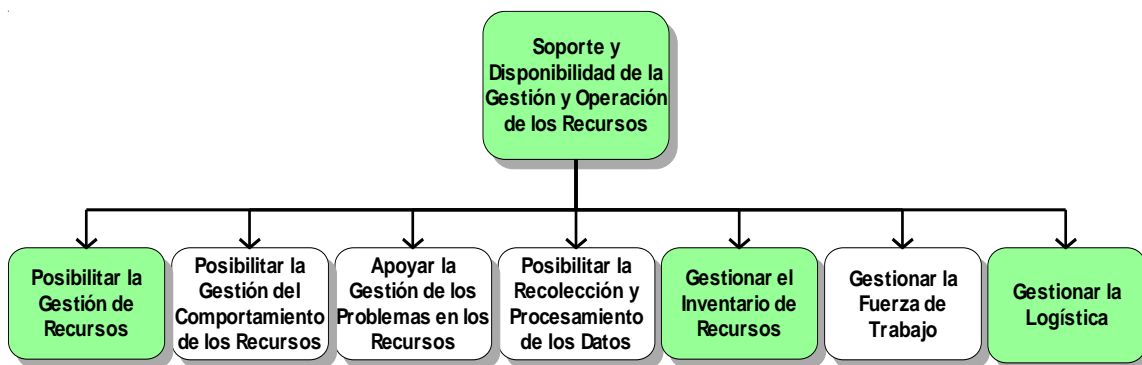 Soporte y
Disponibilidad de la
Gestión y Operación
de los Recursos
Posibilitar la
Gestión de
Recursos
Posibilitar la
Gestión del
Comportamiento
de los Recursos
Apoyar la
Gestión de los
Problemas en los
Recursos
Posibilitar la
Recolección y
Procesamiento
de los Datos
Gestionar el
Inventario de
Recursos
Gestionar la
Fuerza de
Trabajo
Gestionar la
Logística